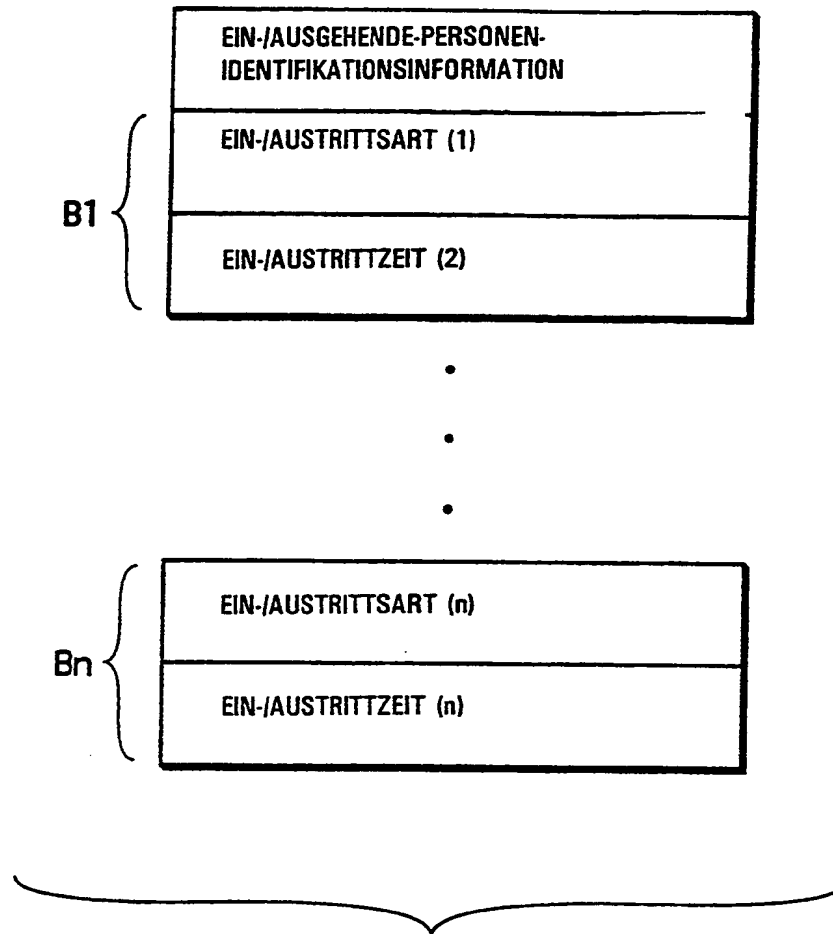 EIN-/AUSGEHENDE-PERSONEN-
IDENTIFIKATIONSINFORMATION
EIN-/AUSTRITTSART (1)
B1
EIN-/AUSTRITTZEIT (2)
EIN-/AUSTRITTSART (n)
Bn
EIN-/AUSTRITTZEIT (n)